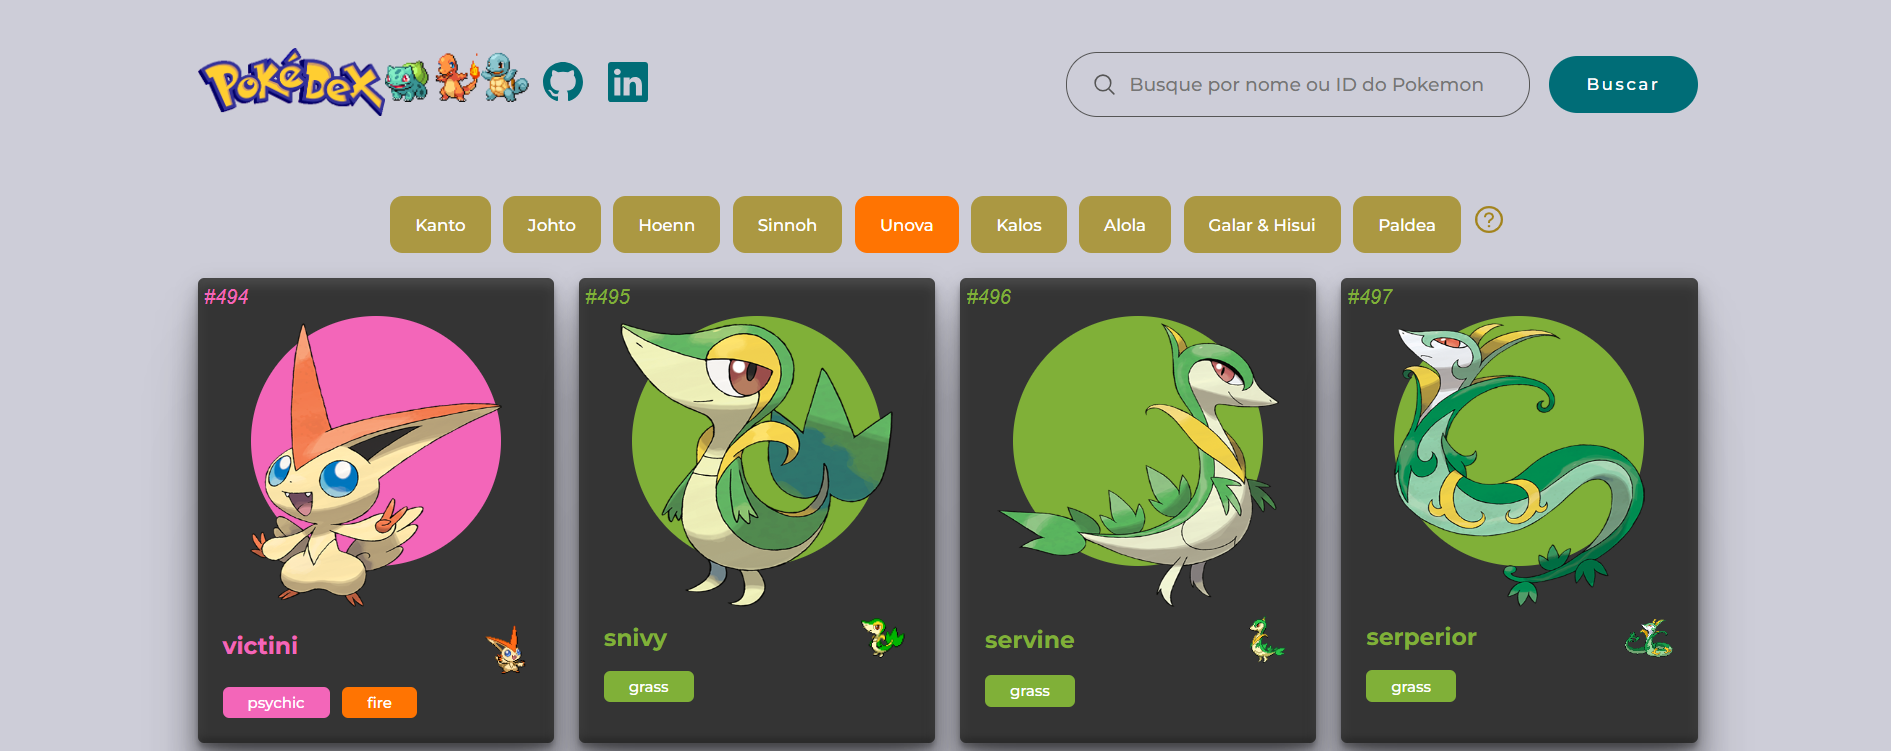 PokéDex
in
Busque por nome ou ID do Pokemon
Buscar
Kanto Johto Hoenn Sinnoh Unova Kalos Alola Galar & Hisui Paldea ?
#494 #495 #496 #497
victini snivy servine serperior
psychic fire grass grass grass